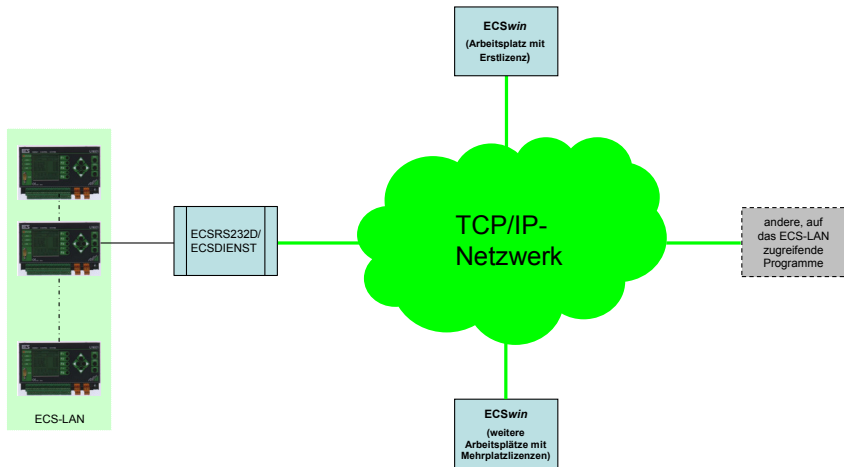 ECSwin
(Arbeitsplatz mit
Erstlizenz)
ECSRS232D/
ECSDIENST
TCP/IP-
Netzwerk
andere, auf
das ECS-LAN
zugreifende
Programme
ECS-LAN
ECSwin
(weitere
Arbeitsplätze mit
Mehrplatzlizenzen)